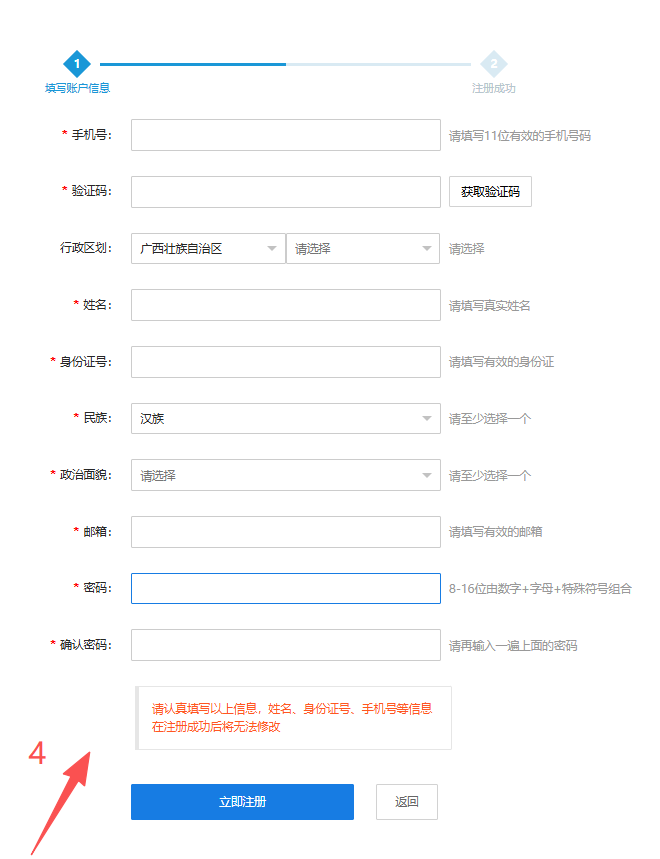 1
2
填写账户信息
注册成功
* 手机号： 请填写11位有效的手机号码
* 验证码： 获取验证码
行政区划： 广西壮族自治区 请选择 请选择
* 姓名： 请填写真实姓名
* 身份证号： 请填写有效的身份证
* 民族： 汉族 请至少选择一个
* 政治面貌： 请选择 请至少选择一个
* 邮箱： 请填写有效的邮箱
* 密码： 8-16位由数字+字母+特殊符号组合
* 确认密码： 请再输入一遍上面的密码
请认真填写以上信息，姓名、身份证号、手机号等信息
在注册成功后将无法修改
4
立即注册 返回